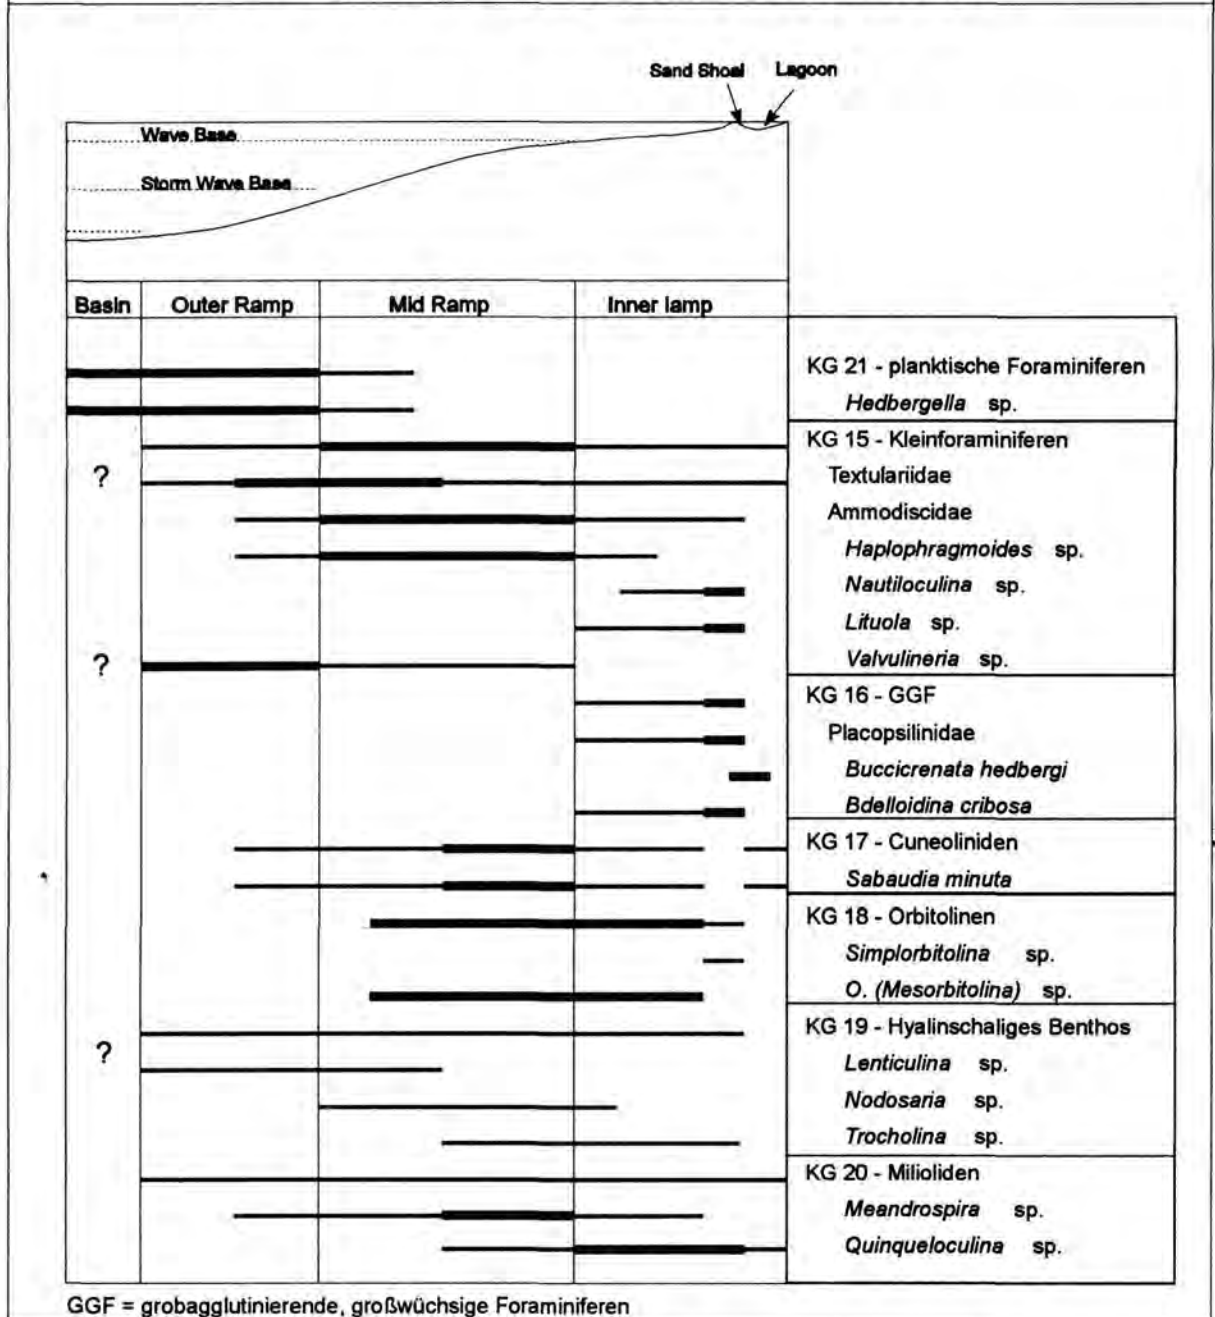 Sand Shoal Lagoon
Wave Base
Storm Wave Base
Basin Outer Ramp Mid Ramp Inner lamp
KG 21 - planktische Foraminiferen
Hedbergella sp.
KG 15 - Kleinforaminiferen
?
Textulariidae
Ammodiscidae
Haplophragmoides sp.
Nautiloculina sp.
Lituola sp.
?
Valvulineria sp.
KG 16 - GGF
Placopsilinidae
Buccicrenata hedbergi
Bdelloidina cribosa
KG 17 - Cuneoliniden
Sabaudia minuta
KG 18 - Orbitolinen
Simplorbitolina sp.
O. (Mesorbitolina) sp.
KG 19 - Hyalinschaliges Benthos
?
Lenticulina sp.
Nodosaria sp.
Trocholina sp.
KG 20 - Milioliden
Meandrospira sp.
Quinqueloculina sp.
GGF = grobagglutinierende, großwüchsige Foraminiferen